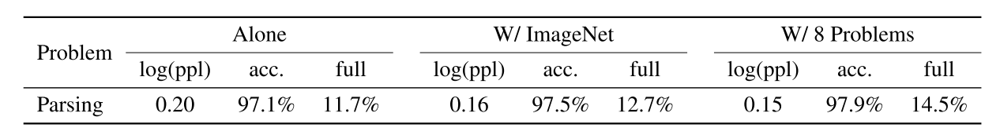 Problem Alone W/ ImageNet W/ 8 Problems
log(ppl) acc. full log(ppl) acc. full log(ppl) acc. full
Parsing 0.20 97.1% 11.7% 0.16 97.5% 12.7% 0.15 97.9% 14.5%